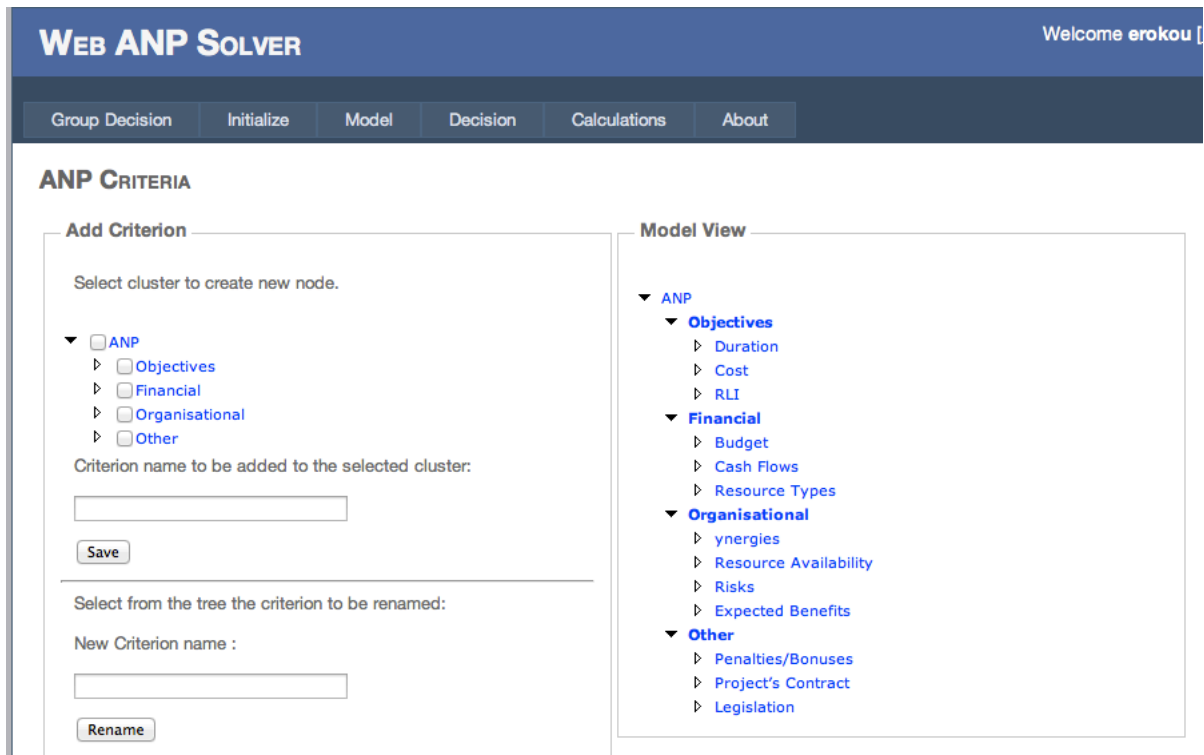 WEB ANP SOLVER
Welcome erokou [
Group Decision Initialize Model Decision Calculations About
ANP CRITERIA
Add Criterion
Select cluster to create new node.
ANP
Objectives
Financial
Organisational
Other
Criterion name to be added to the selected cluster:
Save
Select from the tree the criterion to be renamed:
New Criterion name :
Rename
Model View
ANP
Objectives
Duration
Cost
RLI
Financial
Budget
Cash Flows
Resource Types
Organisational
ynergies
Resource Availability
Risks
Expected Benefits
Other
Penalties/Bonuses
Project's Contract
Legislation